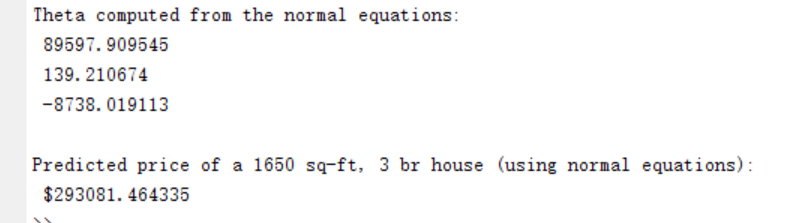 Theta computed from the normal equations:
89597.909545
139.210674
-8738.019113
Predicted price of a 1650 sq-ft, 3 br house (using normal equations):
$293081.464335
>>